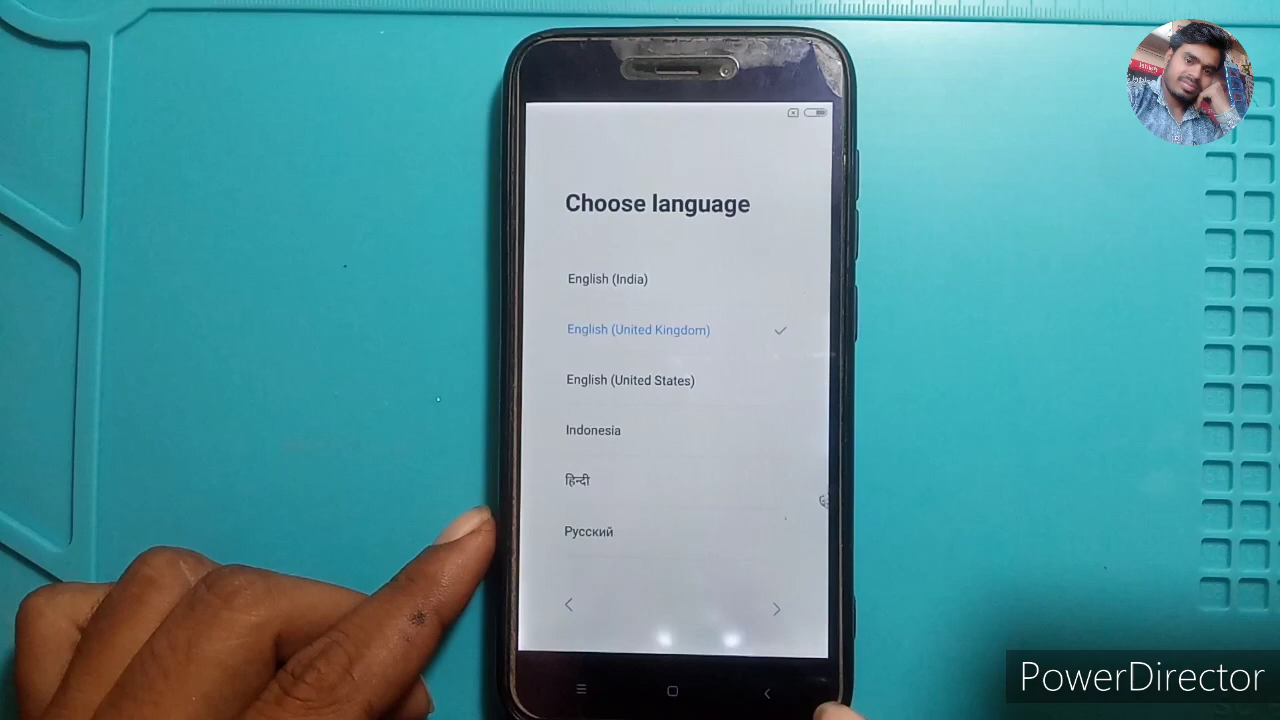 Choose language
English (India)
English (United Kingdom)
English (United States)
Indonesia
हिन्दी
Русский
PowerDirector